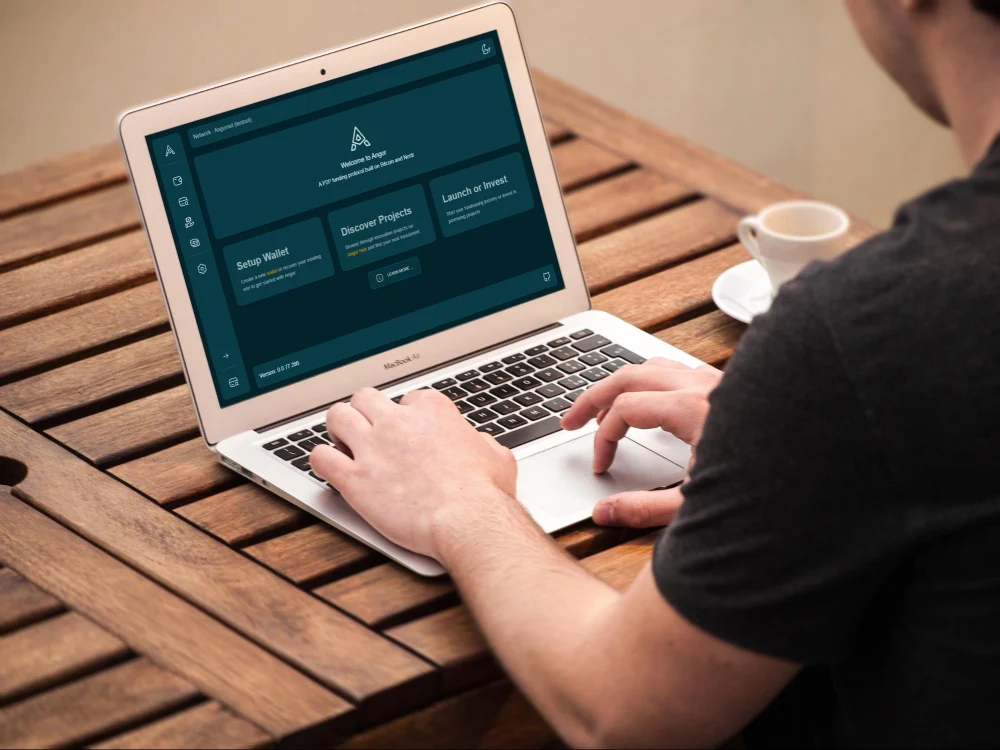 Network : Angornet (testnet)
Welcome to Angor
A P2P funding protocol built on Bitcoin and Nostr
Setup Wallet
Create a new wallet or recover your existing
one to get started with Angor
Discover Projects
Browse through innovative projects on
Angor Hub and find your next investment
Launch or Invest
Start your fundraising journey or invest in
promising projects
LEARN MORE
Version: 0.0.77.286
MacBook Air